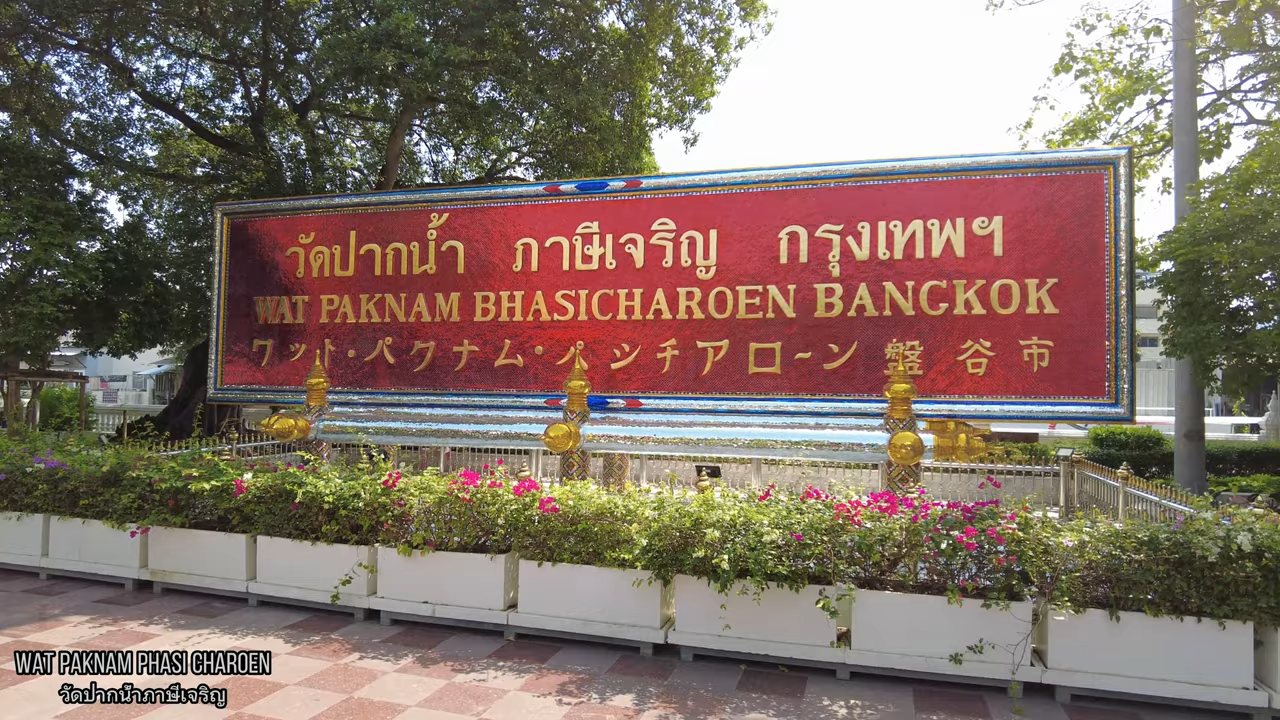 วัดปากน้ำ ภาษีเจริญ กรุงเทพฯ
WAT PAKNAM BHASICHAROEN BANGKOK
ワット・パクナム・パシチアローン 盤谷市
WAT PAKNAM PHASI CHAROEN
วัดปากน้ำภาษีเจริญ